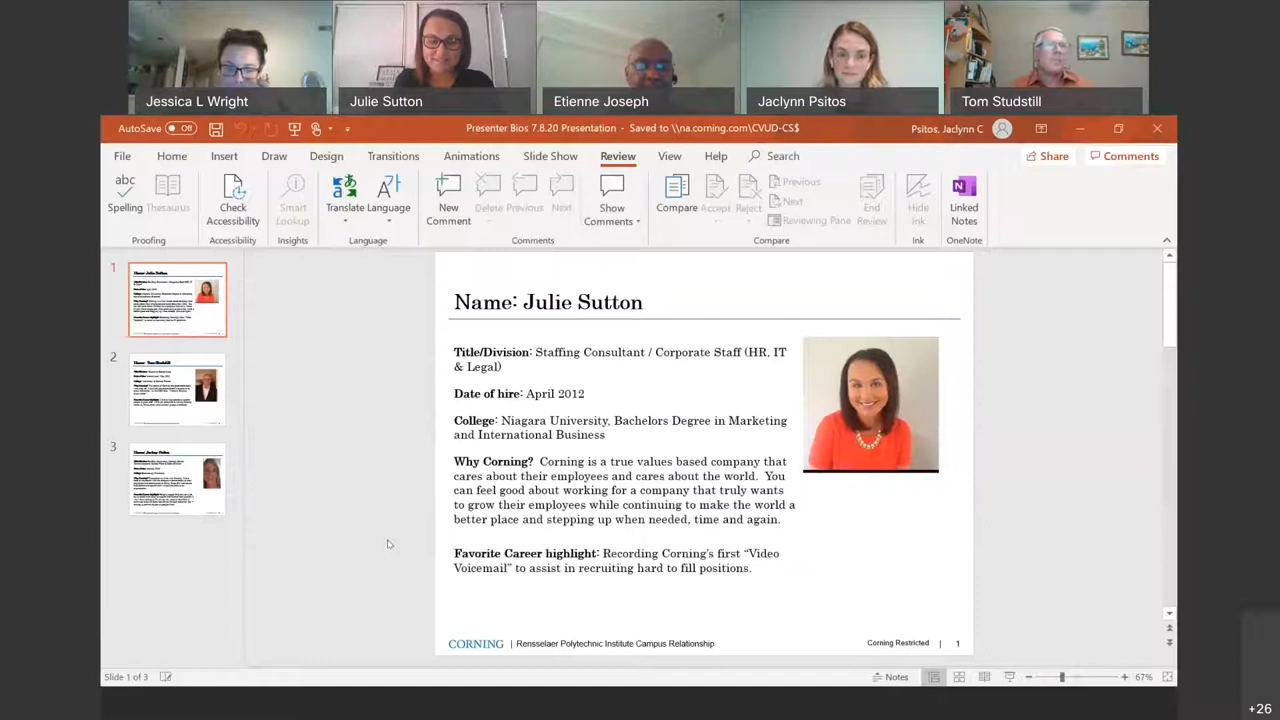 Jessica L Wright
Julie Sutton
Etienne Joseph
Jaclynn Psitos
Tom Studstill
AutoSave Off
Presenter Bios 7.8.20 Presentation - Saved to \\na.corning.com\CVUD-CS$
Psitos, Jaclynn C
File Home Insert Draw Design Transitions Animations Slide Show Review View Help Search
Share Comments
abc
Spelling
Thesaurus
Proofing
Check
Accessibility
Accessibility
Smart
Lookup
Insights
Translate
Language
Language
New
Comment
Delete
Previous
Next
Show
Comments
Comments
Compare
Accept
Reject
Previous
Next
Reviewing Pane
End
Review
Compare
Hide
Ink
Ink
Linked
Notes
OneNote
1
2
3
Name: Julie Sutton
Title/Division: Staffing Consultant / Corporate Staff (HR, IT
& Legal)
Date of hire: April 2012
College: Niagara University, Bachelors Degree in Marketing
and International Business
Why Corning? Corning is a true values based company that
cares about their employees and cares about the world. You
can feel good about working for a company that truly wants
to grow their employees while continuing to make the world a
better place and stepping up when needed, time and again.
Favorite Career highlight: Recording Corning's first “Video
Voicemail” to assist in recruiting hard to fill positions.
CORNING | Rensselaer Polytechnic Institute Campus Relationship
Corning Restricted | 1
Slide 1 of 3
Notes
67%
+26